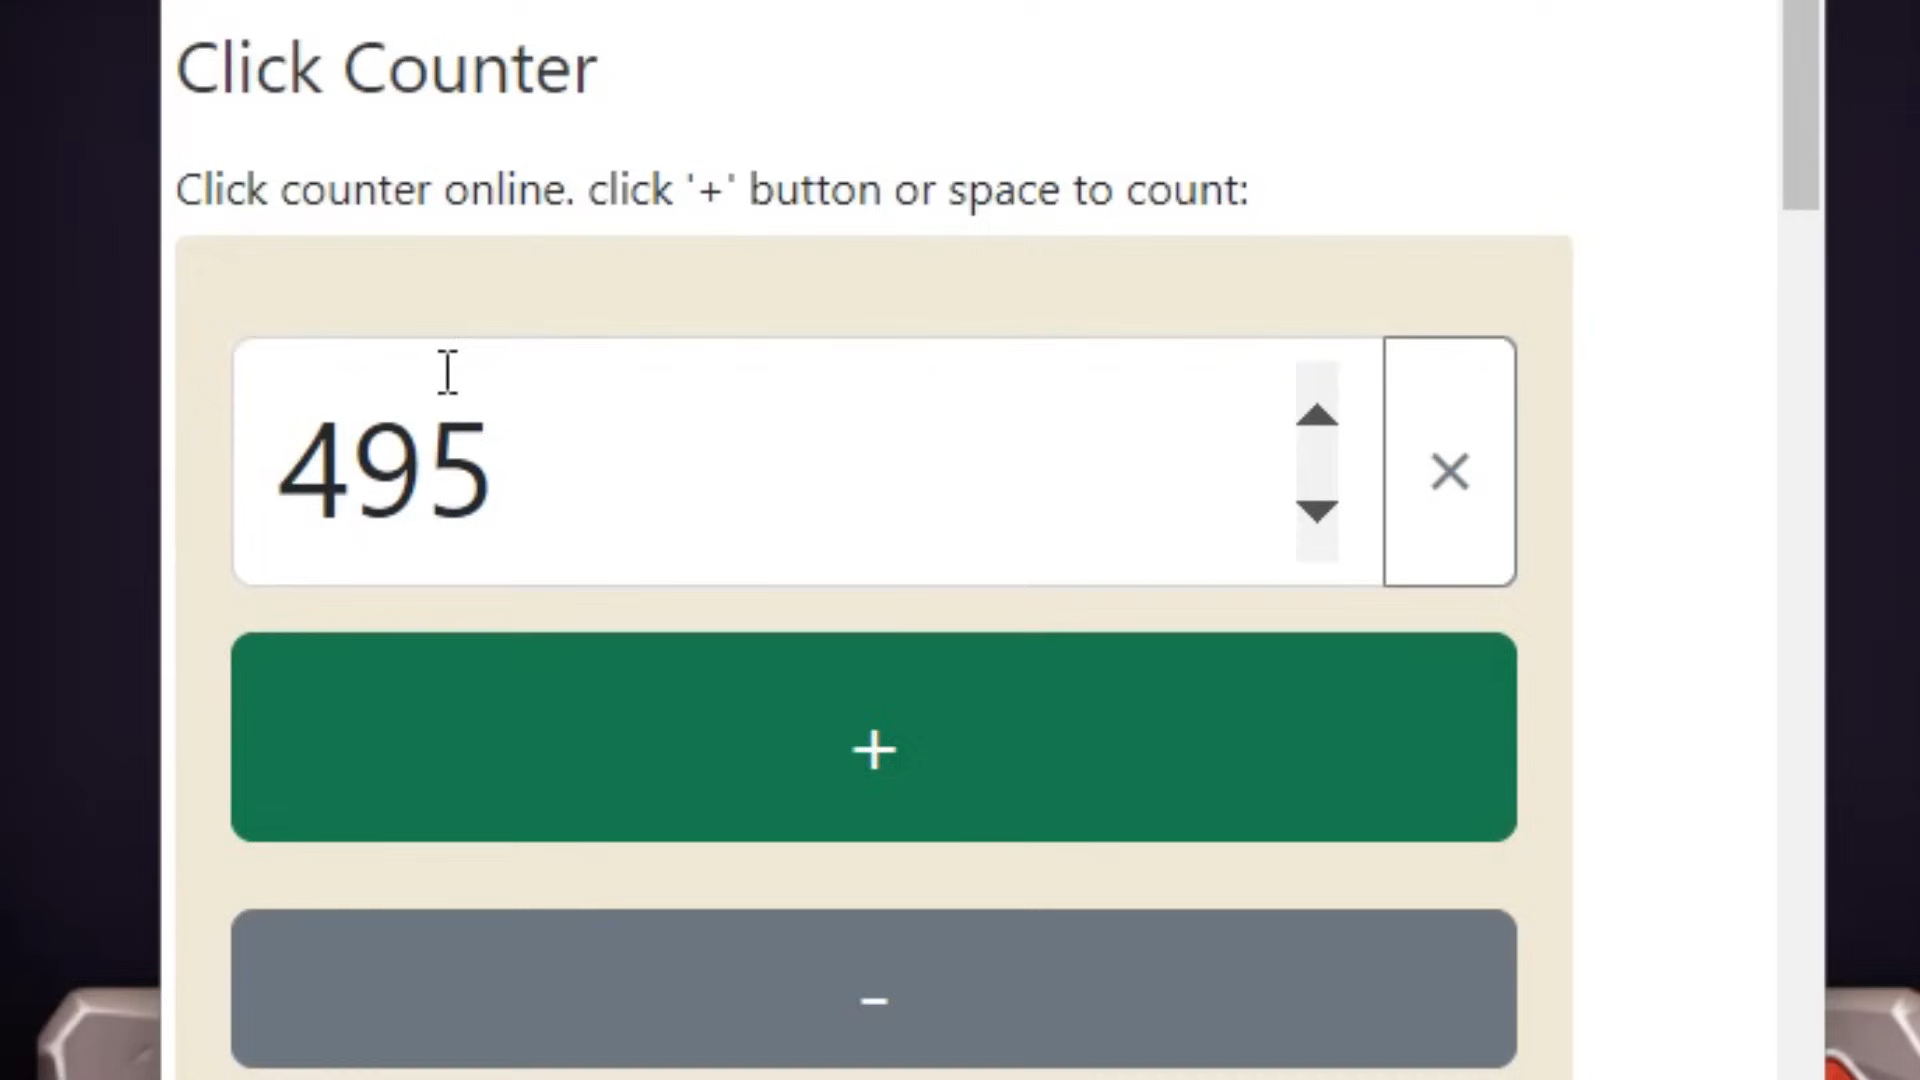 Click Counter
Click counter online. click '+' button or space to count:
495
×
+
-